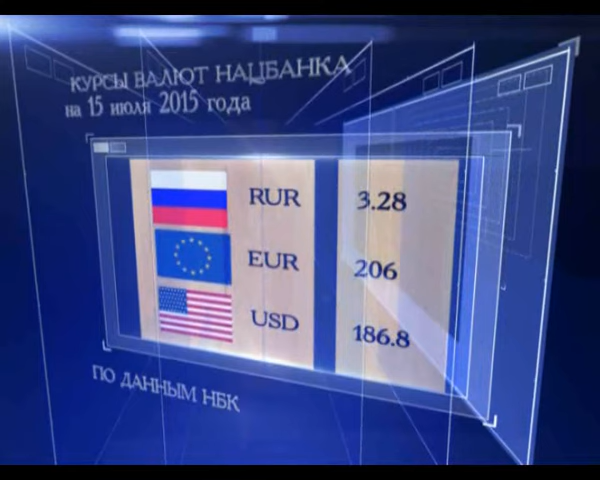 КУРСЫ ВАЛЮТ НАЦБАНКА
на 15 июля 2015 года
RUR 3.28
EUR 206
USD 186.8
ПО ДАННЫМ НБК